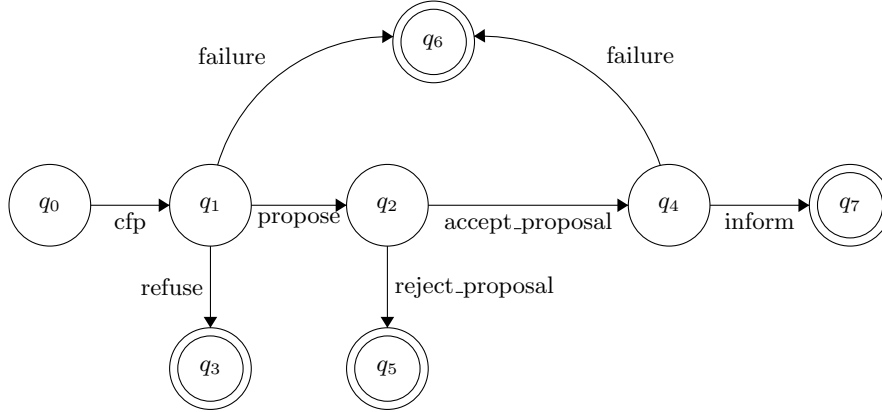 q6
failure
failure
q0
q1
q2
q4
q7
cfp
propose
accept_proposal
inform
refuse
reject_proposal
q3
q5